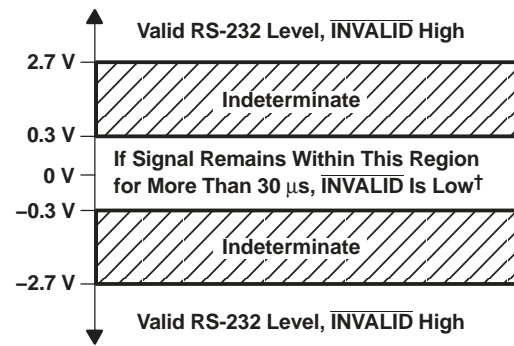 Valid RS-232 Level, INVALID High
2.7 V
Indeterminate
0.3 V
If Signal Remains Within This Region
0 V
for More Than 30 μs, INVALID Is Low†
−0.3 V
Indeterminate
−2.7 V
Valid RS-232 Level, INVALID High